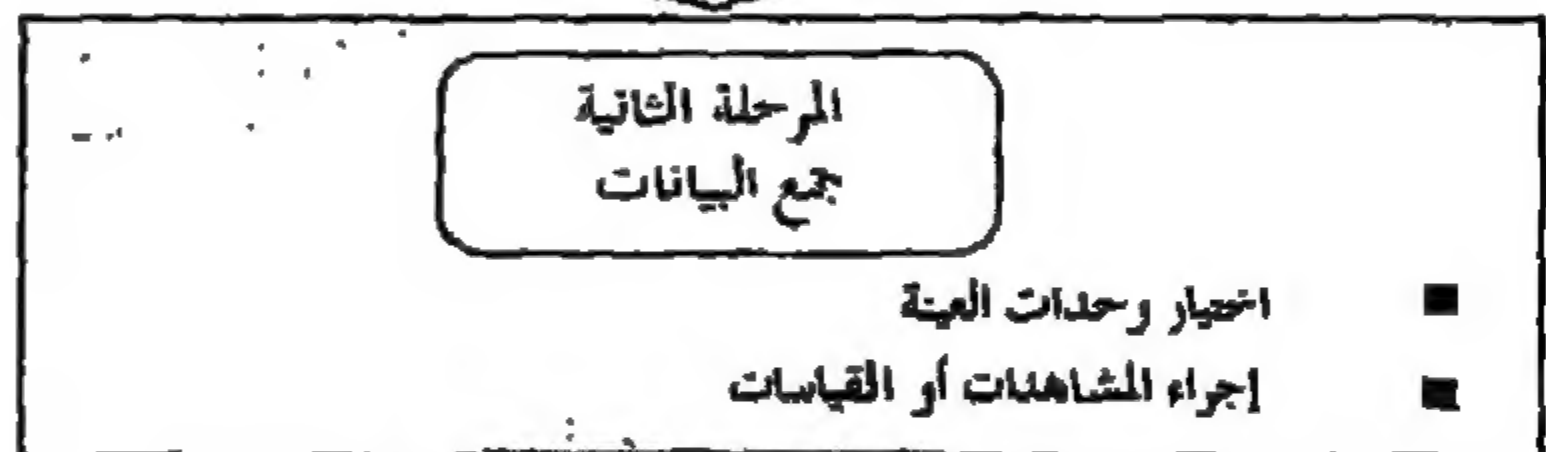 المرحلة الثانية
جمع البيانات
اختيار وحدات العينة
إجراء المشاهدات أو القياسات